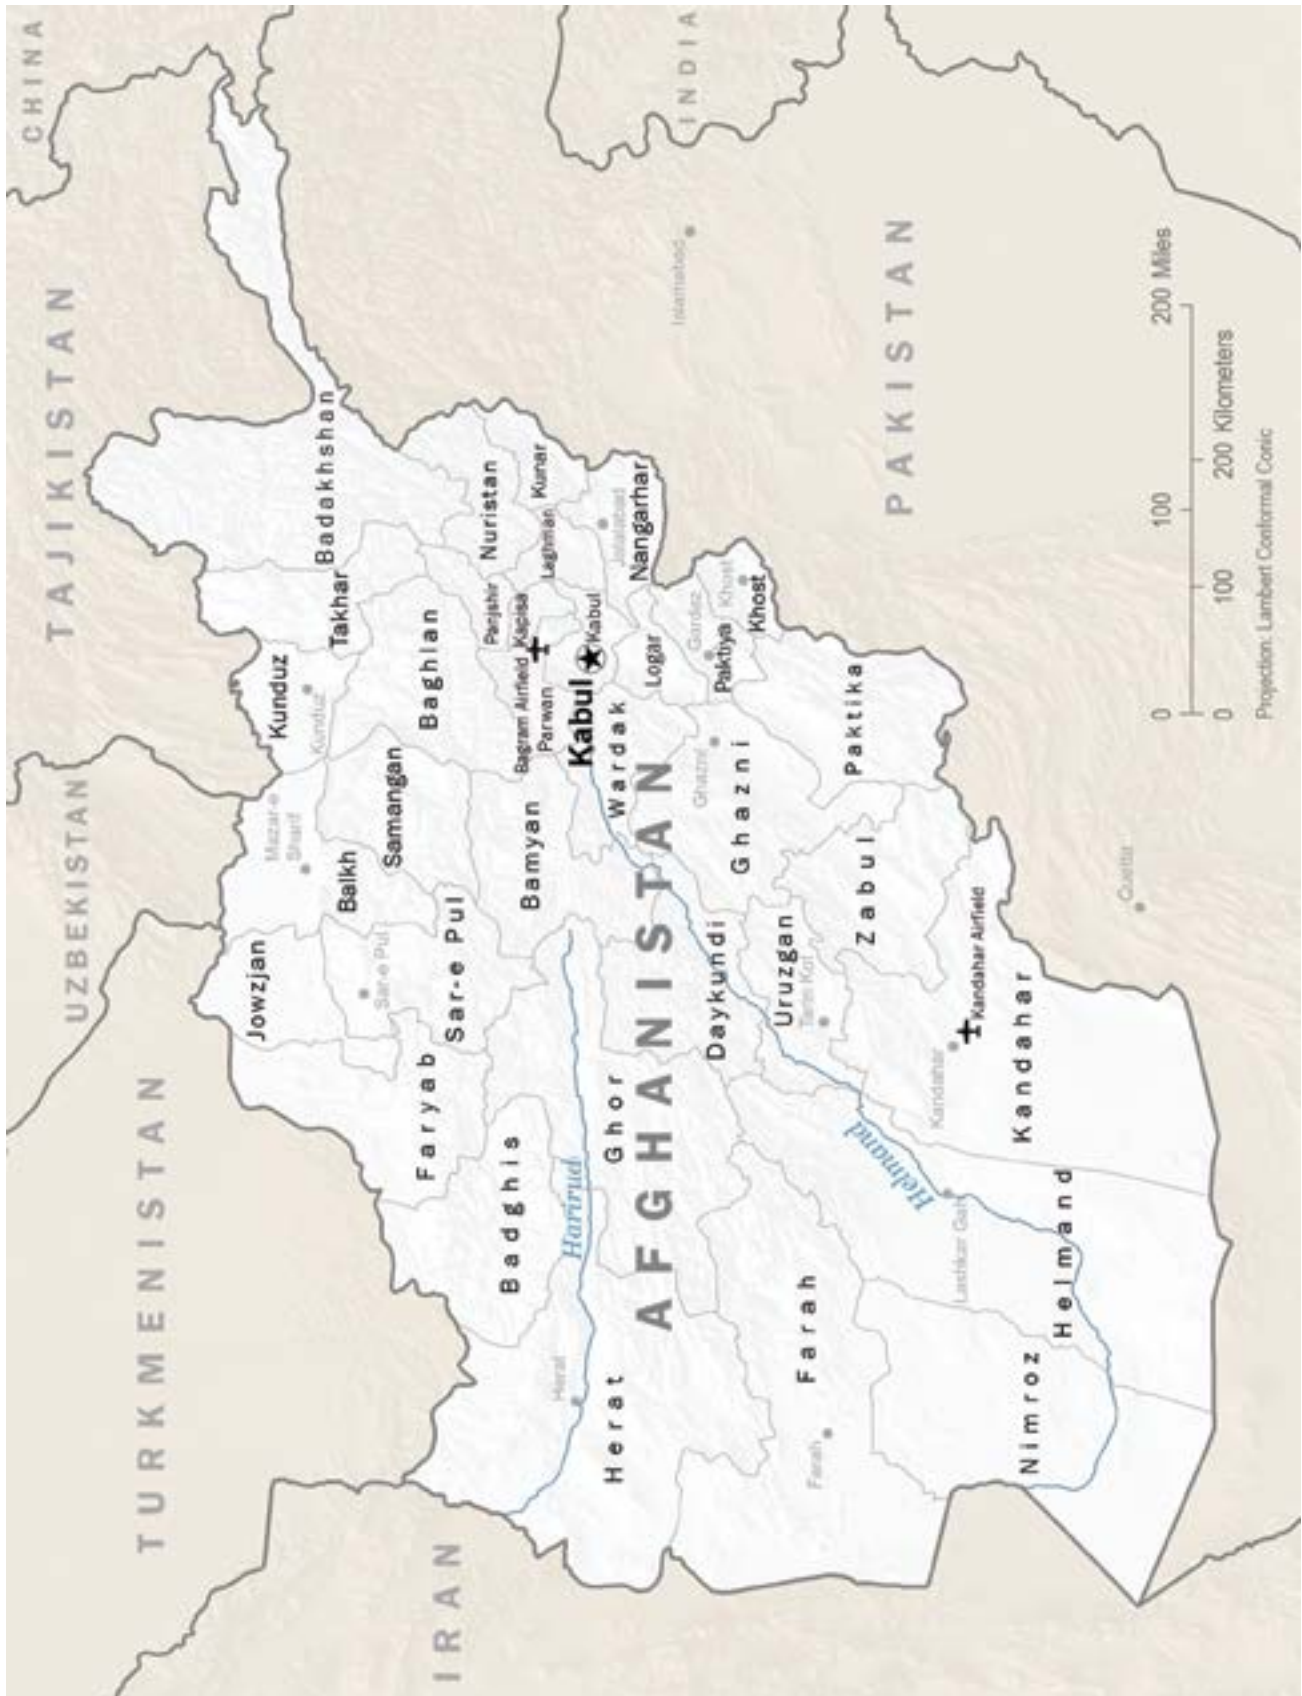 CHINA
TAJIKISTAN
UZBEKISTAN
TURKMENISTAN
IRAN
INDIA
PAKISTAN
AFGHANISTAN
Badakhshan
Takhar
Kunduz
Kunduz
Baghlan
Samangan
Mazar-e
Sharif
Balkh
Jowzjan
Sar-e Pul
Sar-e Pul
Faryab
Badghis
Nuristan
Kunar
Laghman
Panjshir
Kapisa
Bagram Airfield
Parwan
Kabul
Kabul
Jalalabad
Nangarhar
Logar
Wardak
Bamyan
Harirud
Ghor
Herat
Herat
Islamabad
Gardez
Paktiya
Khost
Khost
Ghazni
Ghazni
Paktika
Daykundi
Uruzgan
Tarin Kot
Zabul
Farah
Farah
Helmand
Kandahar
Kandahar Airfield
Kandahar
Lashkar Gah
Helmand
Nimroz
Quetta
0 100 200 Miles
0 100 200 Kilometers
Projection: Lambert Conformal Conic